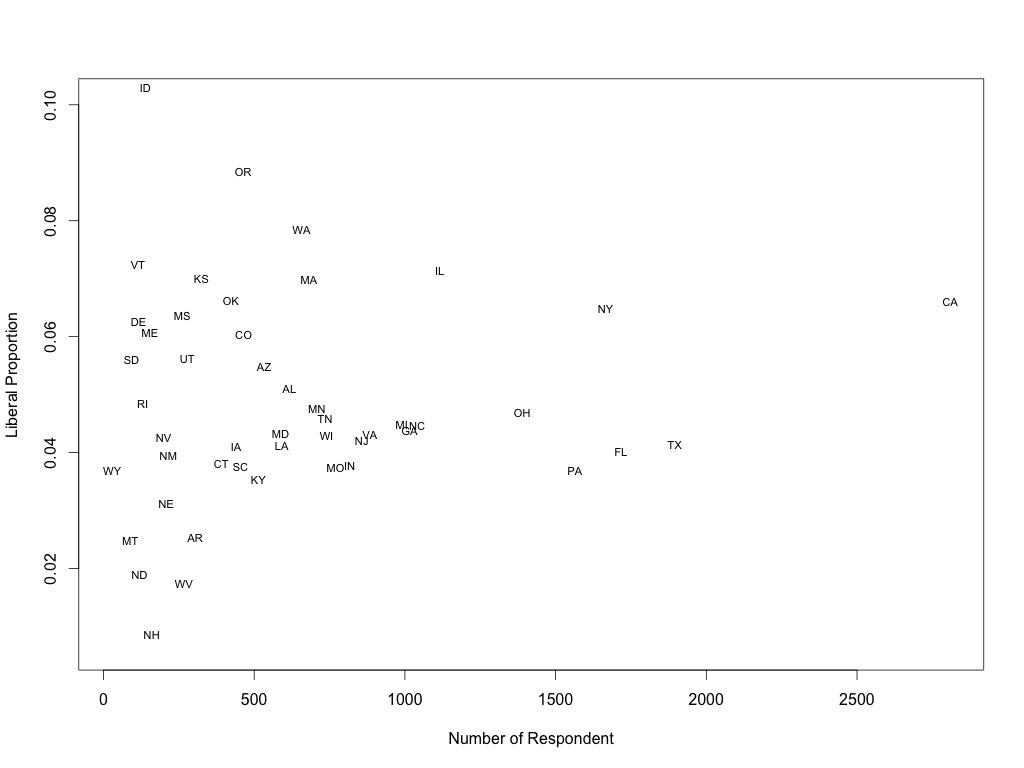 ID
0.10
OR
0.08
WA
VT
IL
KS
MA
OK
CA
NY
MS
DE
ME
0.06
CO
SD
UT
AZ
AL
RI
MN
OH
TN
MI
NC
GA
MD
WI
VA
NV
NJ
TX
IA
LA
0.04
FL
NM
CT
SC
MO
IN
WY
PA
KY
NE
AR
MT
0.02
ND
WV
NH
Liberal Proportion
0 500 1000 1500 2000 2500
Number of Respondent